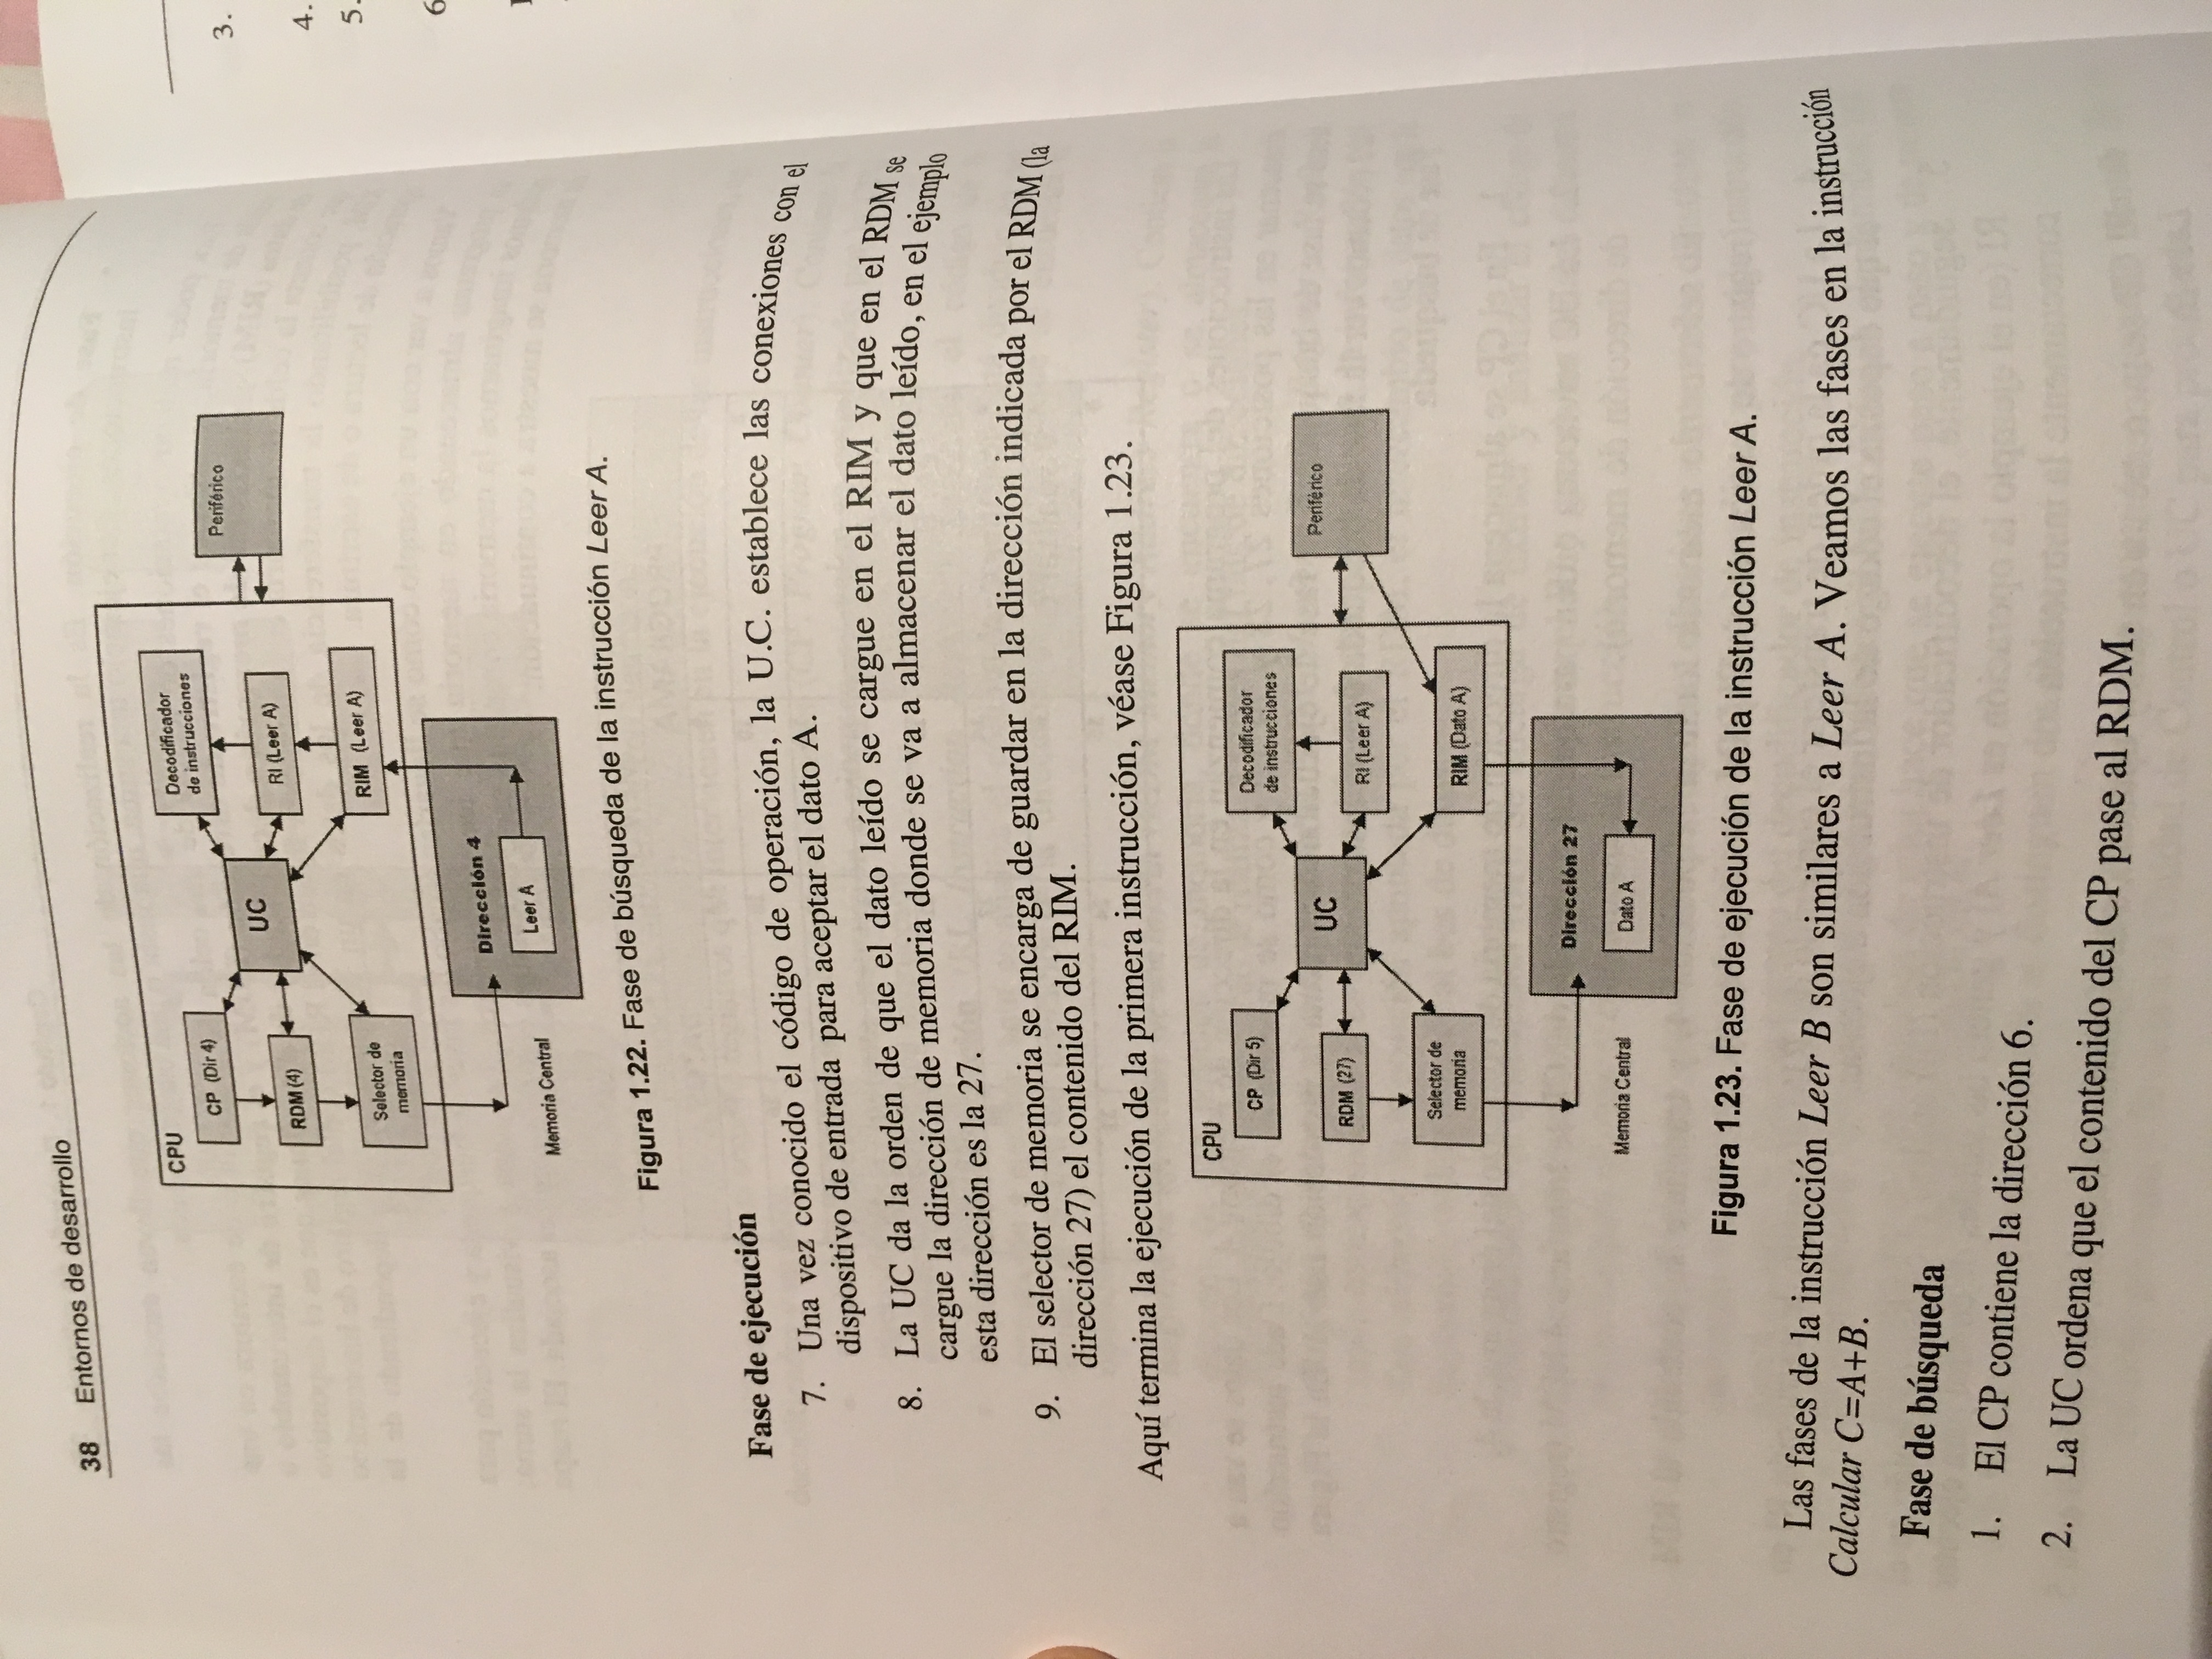 38 Entornos de desarrollo
CPU
CP (Dir 4)
Decodificador
de instrucciones
Periférico
UC
RDM (4)
RI (Leer A)
Selector de
memoria
RIM (Leer A)
Dirección 4
Leer A
Memoria Central
Figura 1.22. Fase de búsqueda de la instrucción Leer A.
Fase de ejecución
7. Una vez conocido el código de operación, la U.C. establece las conexiones con el
dispositivo de entrada para aceptar el dato A.
8. La UC da la orden de que el dato leído se cargue en el RIM y que en el RDM se
cargue la dirección de memoria donde se va a almacenar el dato leído, en el ejemplo
esta dirección es la 27.
9. El selector de memoria se encarga de guardar en la dirección indicada por el RDM (la
dirección 27) el contenido del RIM.
Aquí termina la ejecución de la primera instrucción, véase Figura 1.23.
CPU
CP (Dir 5)
Decodificador
de instrucciones
Periférico
UC
RDM (27)
RI (Leer A)
Selector de
memoria
RIM (Dato A)
Dirección 27
Dato A
Memoria Central
Figura 1.23. Fase de ejecución de la instrucción Leer A.
Las fases de la instrucción Leer B son similares a Leer A. Veamos las fases en la instrucción
Calcular C=A+B.
Fase de búsqueda
1. El CP contiene la dirección 6.
2. La UC ordena que el contenido del CP pase al RDM.
3.
4.
5.
6